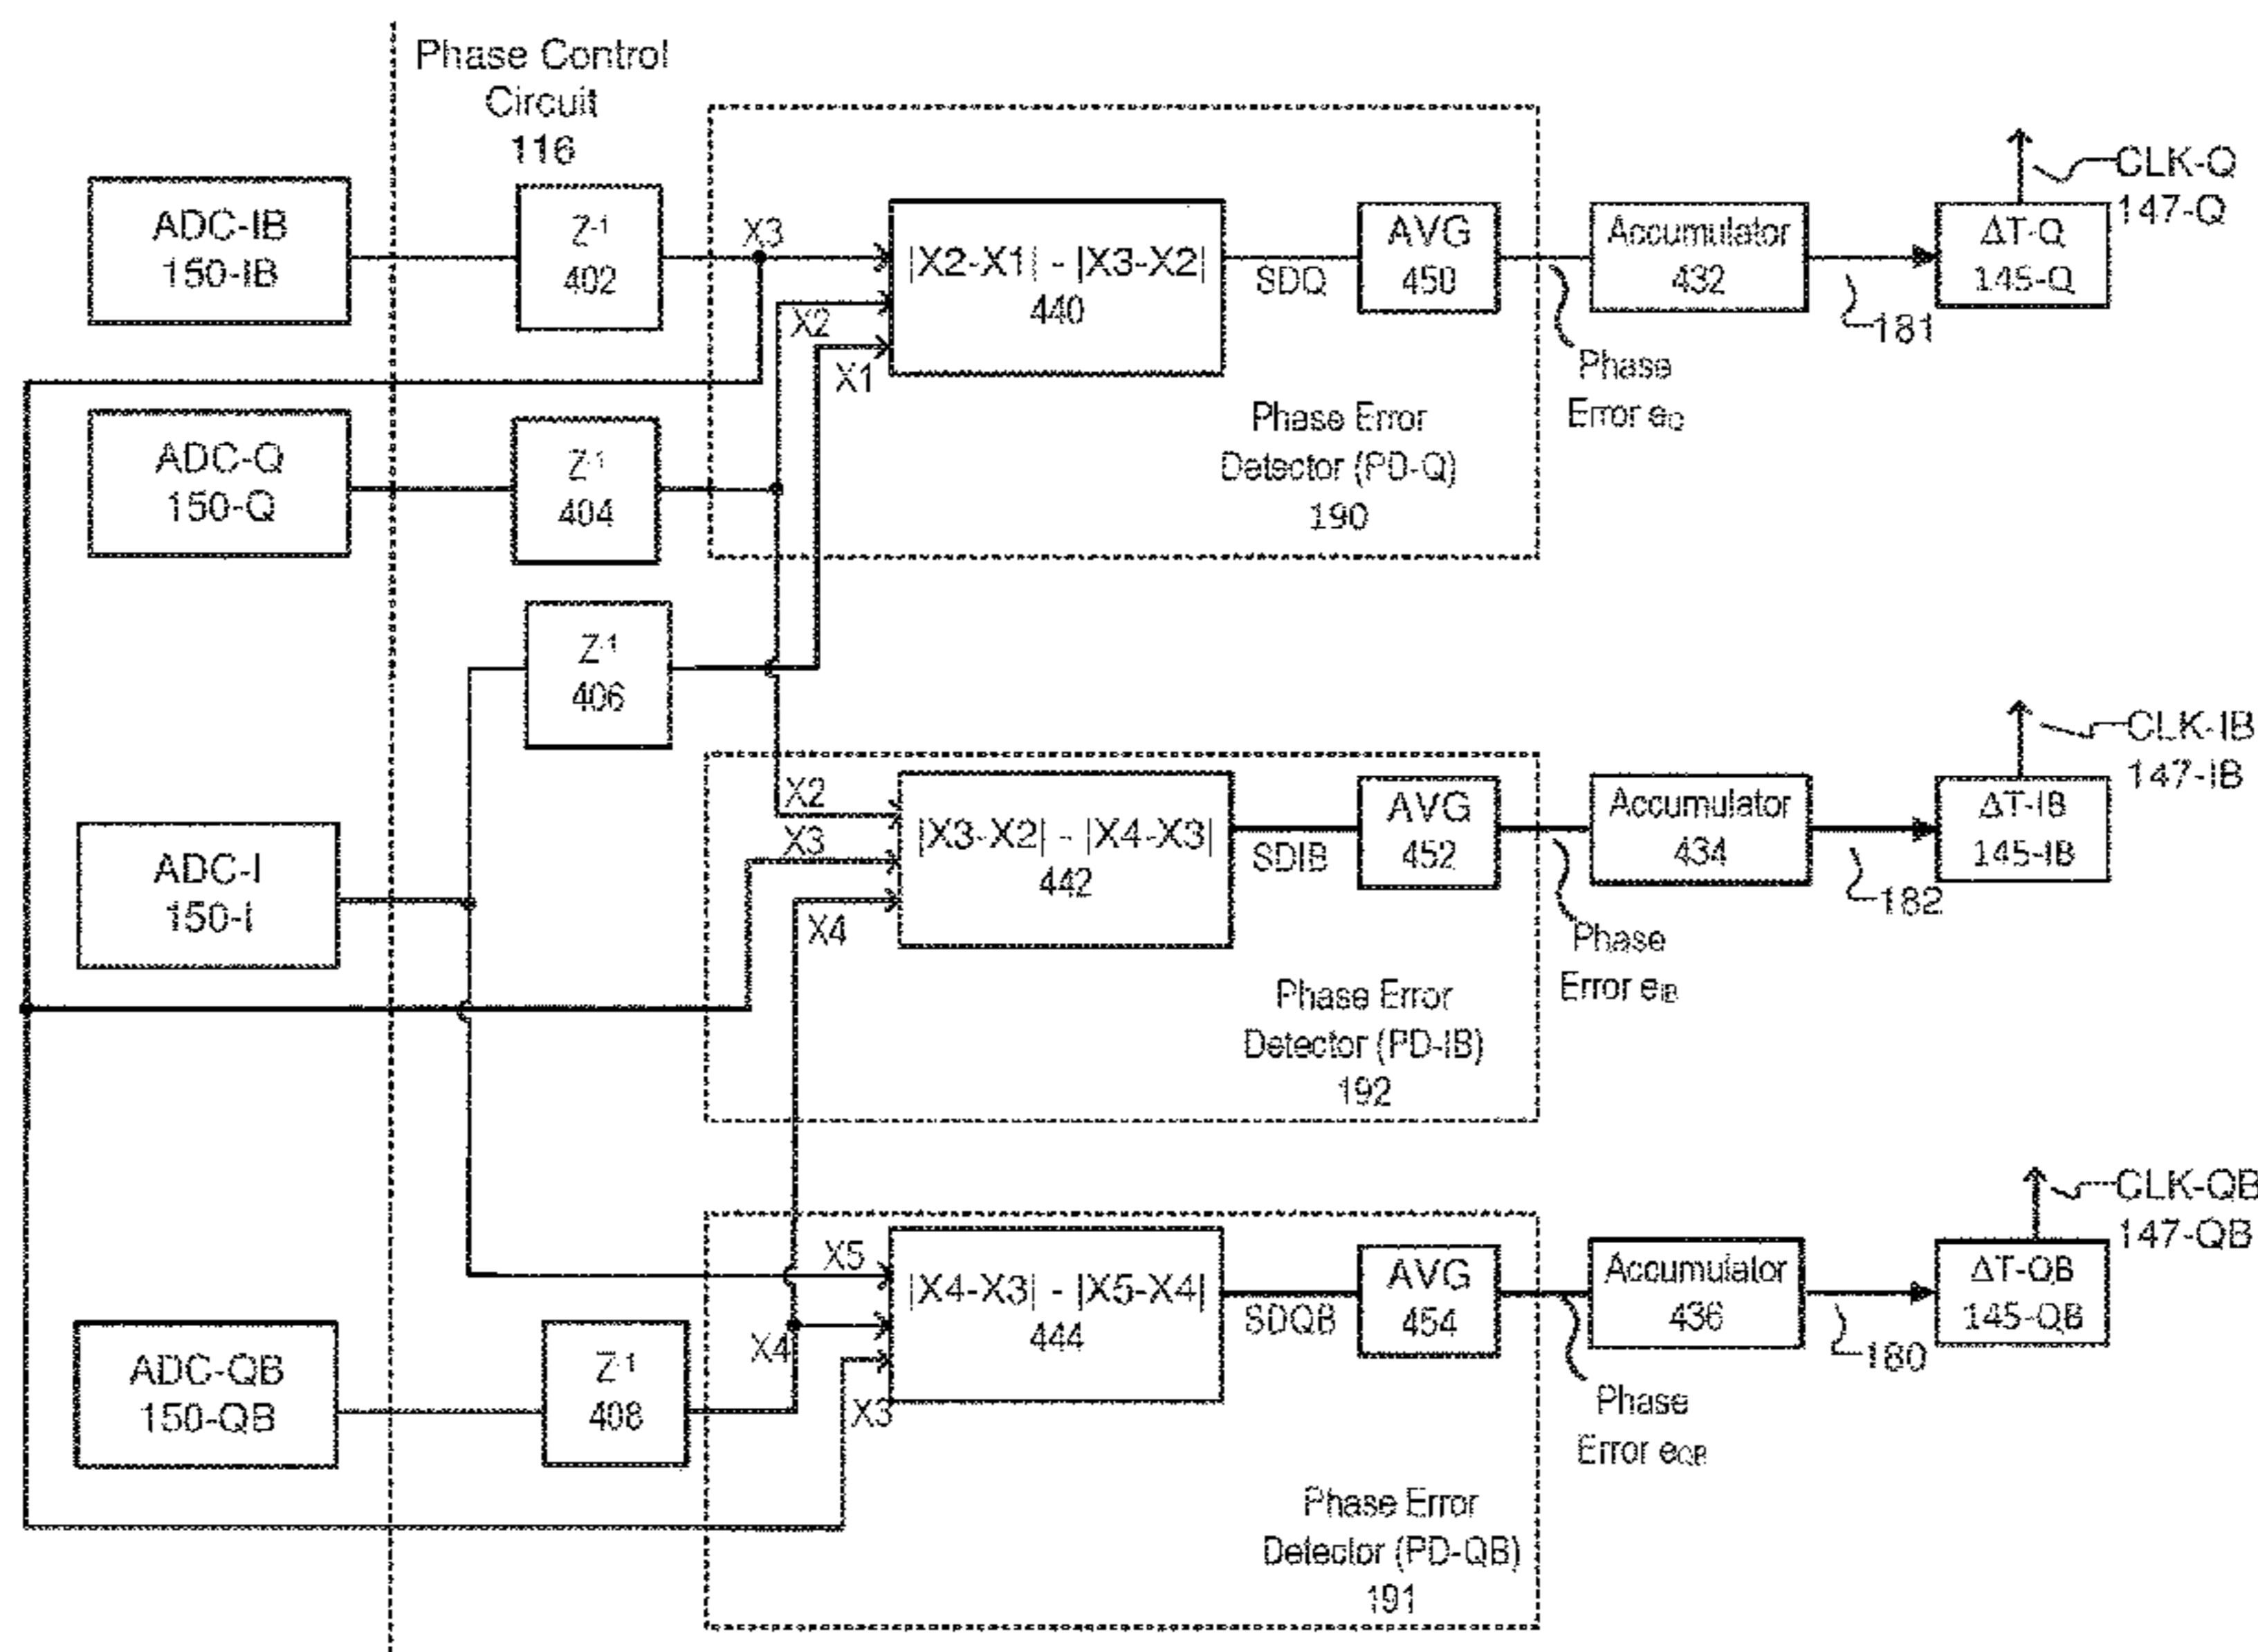 Phase Control
Circuit
116
ADC-IB
150-IB
Z-1
402
X3
X2
X1
|X2-X1| - |X3-X2|
440
SDQ
AVG
450
Phase
Error eQ
Accumulator
432
181
ΔT-Q
145-Q
CLK-Q
147-Q
Phase Error
Detector (PD-Q)
190
ADC-Q
150-Q
Z-1
404
Z-1
406
ADC-I
150-I
X2
X3
X4
|X3-X2| - |X4-X3|
442
SDIB
AVG
452
Phase
Error eIB
Accumulator
434
182
ΔT-IB
145-IB
CLK-IB
147-IB
Phase Error
Detector (PD-IB)
192
ADC-QB
150-QB
Z-1
408
X5
X4
X3
|X4-X3| - |X5-X4|
444
SDQB
AVG
454
Phase
Error eQB
Accumulator
436
180
ΔT-QB
145-QB
CLK-QB
147-QB
Phase Error
Detector (PD-QB)
191